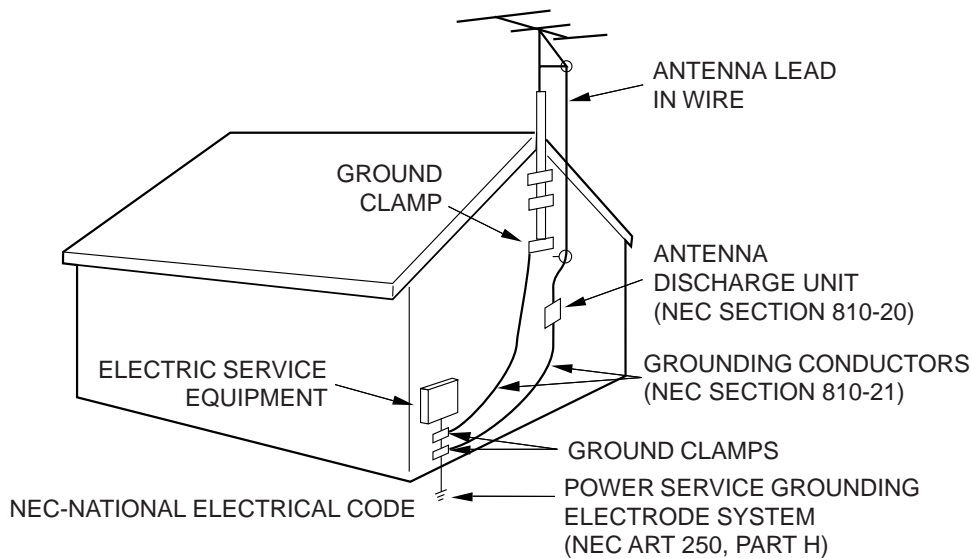 ANTENNA LEAD
IN WIRE
GROUND
CLAMP
ANTENNA
DISCHARGE UNIT
(NEC SECTION 810-20)
ELECTRIC SERVICE
EQUIPMENT
GROUNDING CONDUCTORS
(NEC SECTION 810-21)
GROUND CLAMPS
POWER SERVICE GROUNDING
ELECTRODE SYSTEM
(NEC ART 250, PART H)
NEC-NATIONAL ELECTRICAL CODE